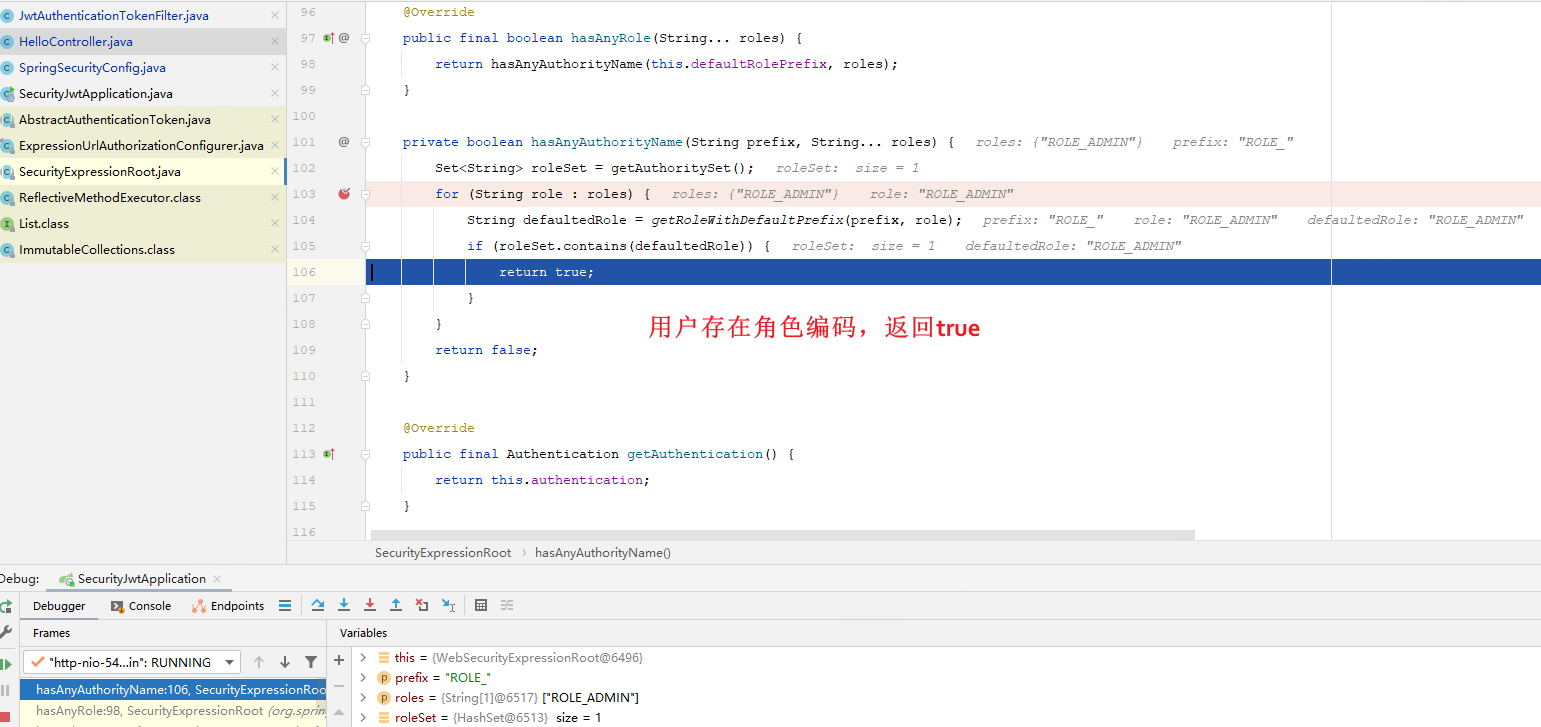 JwtAuthenticationTokenFilter.java
HelloController.java
SpringSecurityConfig.java
SecurityJwtApplication.java
AbstractAuthenticationToken.java
ExpressionUrlAuthorizationConfigurer.java
SecurityExpressionRoot.java
ReflectiveMethodExecutor.class
List.class
ImmutableCollections.class
96 @Override
97 public final boolean hasAnyRole(String... roles) {
98 return hasAnyAuthorityName(this.defaultRolePrefix, roles);
99 }
100
101 private boolean hasAnyAuthorityName(String prefix, String... roles) { roles: {"ROLE_ADMIN"} prefix: "ROLE_"
102 Set<String> roleSet = getAuthoritySet(); roleSet: size = 1
103 for (String role : roles) { roles: {"ROLE_ADMIN"} role: "ROLE_ADMIN"
104 String defaultedRole = getRoleWithDefaultPrefix(prefix, role); prefix: "ROLE_" role: "ROLE_ADMIN" defaultedRole: "ROLE_ADMIN"
105 if (roleSet.contains(defaultedRole)) { roleSet: size = 1 defaultedRole: "ROLE_ADMIN"
106 return true;
107 }
108 }
用户存在角色编码，返回true
109 return false;
110 }
111
112 @Override
113 public final Authentication getAuthentication() {
114 return this.authentication;
115 }
116
SecurityExpressionRoot › hasAnyAuthorityName()
Debug: SecurityJwtApplication
Debugger Console Endpoints
Frames Variables
"http-nio-54...in": RUNNING
hasAnyAuthorityName:106, SecurityExpressionRoo
hasAnyRole:98, SecurityExpressionRoot (org.sprin
this = {WebSecurityExpressionRoot@6496}
prefix = "ROLE_"
roles = {String[1]@6517} ["ROLE_ADMIN"]
roleSet = {HashSet@6513} size = 1